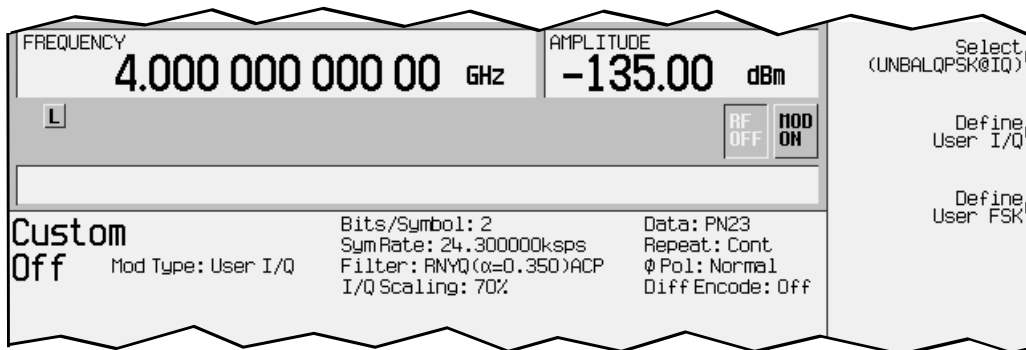 FREQUENCY
4.000 000 000 00 GHz
AMPLITUDE
-135.00 dBm
L
RF
OFF
MOD
ON
Custom
Off
Mod Type: User I/Q
Bits/Symbol: 2
Sym Rate: 24.300000ksps
Filter: RNYQ(α=0.350)ACP
I/Q Scaling: 70%
Data: PN23
Repeat: Cont
Φ Pol: Normal
Diff Encode: Off
Select
(UNBALQPSK@IQ)
Define
User I/Q
Define
User FSK